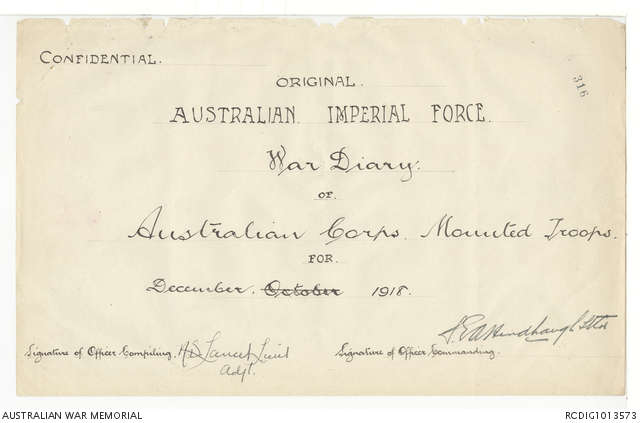 CONFIDENTIAL.
316
ORIGINAL.
AUSTRALIAN IMPERIAL FORCE.
War Diary:
OF.
Australian Corps. Mounted Troops.
FOR.
December. October 1918.
Signature of Officer Compiling. Lieut
Adjt.
Signature of Officer Commanding.
AUSTRALIAN WAR MEMORIAL
RCDIG1013573